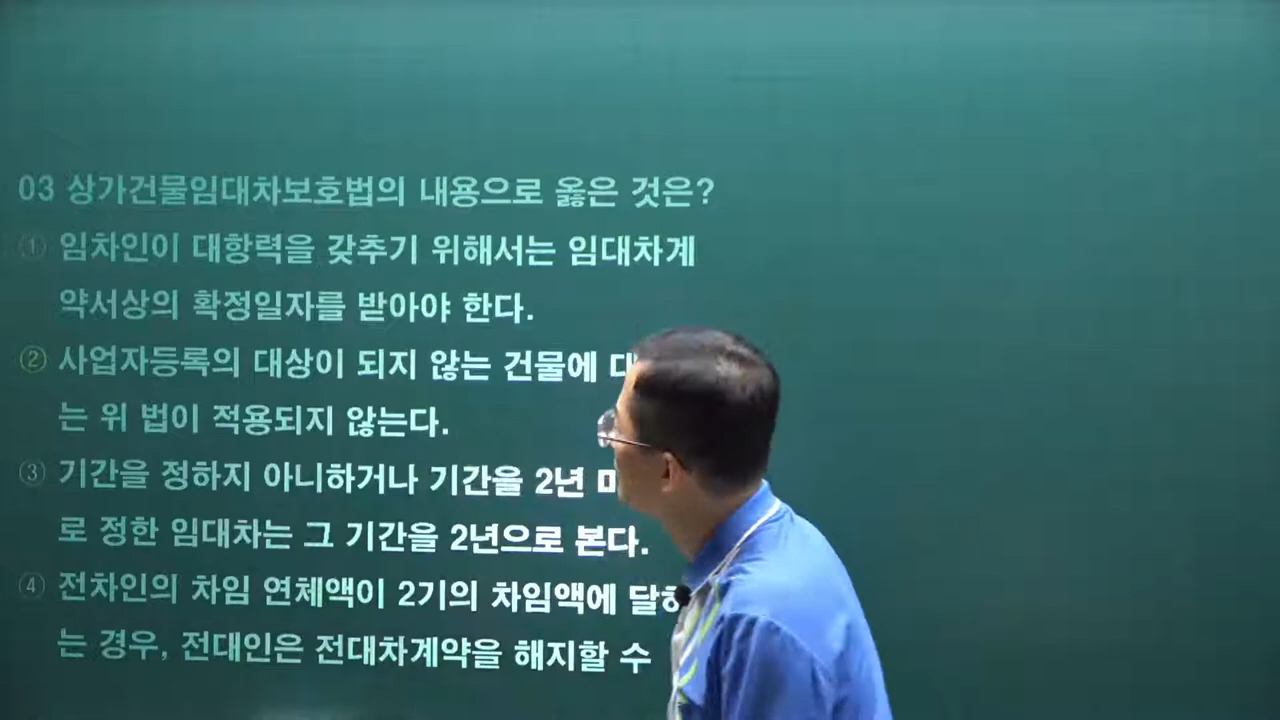 03 상가건물임대차보호법의 내용으로 옳은 것은?
① 임차인이 대항력을 갖추기 위해서는 임대차계
약서상의 확정일자를 받아야 한다.
② 사업자등록의 대상이 되지 않는 건물에
는 위 법이 적용되지 않는다.
③ 기간을 정하지 아니하거나 기간을 2년
로 정한 임대차는 그 기간을 2년으로 본다.
④ 전차인의 차임 연체액이 2기의 차임액에
는 경우, 전대인은 전대차계약을 해지할 수